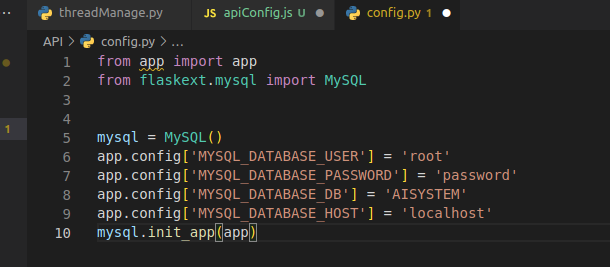 threadManage.py JS apiConfig.js U config.py 1
API > config.py > ...
1 from app import app
2 from flaskext.mysql import MySQL
3
4
5 mysql = MySQL()
6 app.config['MYSQL_DATABASE_USER'] = 'root'
7 app.config['MYSQL_DATABASE_PASSWORD'] = 'password'
8 app.config['MYSQL_DATABASE_DB'] = 'AISYSTEM'
9 app.config['MYSQL_DATABASE_HOST'] = 'localhost'
10 mysql.init_app(app)
1